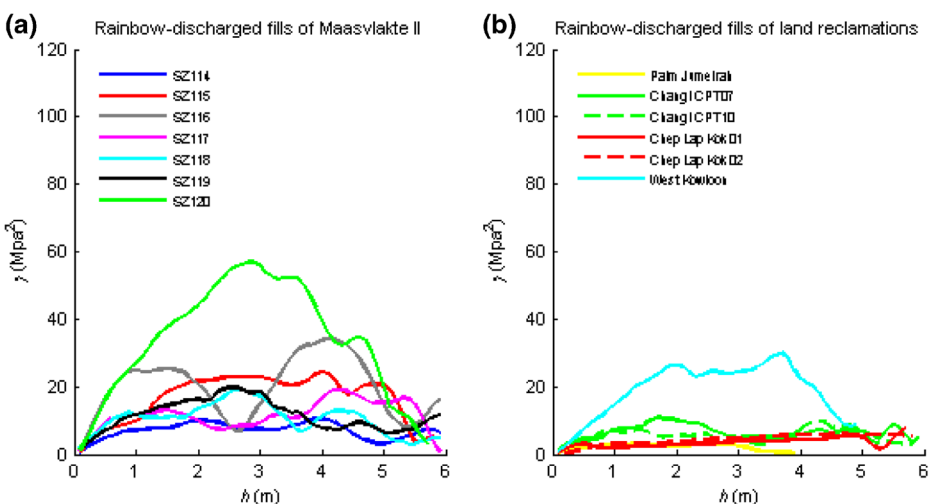 (a) Rainbow-discharged fills of Maasvlakte II
120
100
80
60
40
20
0
γ (Mpa²)
SZ114
SZ115
SZ116
SZ117
SZ118
SZ119
SZ120
0 1 2 3 4 5 6
h (m)
(b) Rainbow-discharged fills of land reclamations
120
100
80
60
40
20
0
γ (Mpa²)
Palm Jumeirah
Changi CPT07
Changi CPT10
Chep Lap Kok 01
Chep Lap Kok 02
West Kowloon
0 1 2 3 4 5 6
h (m)